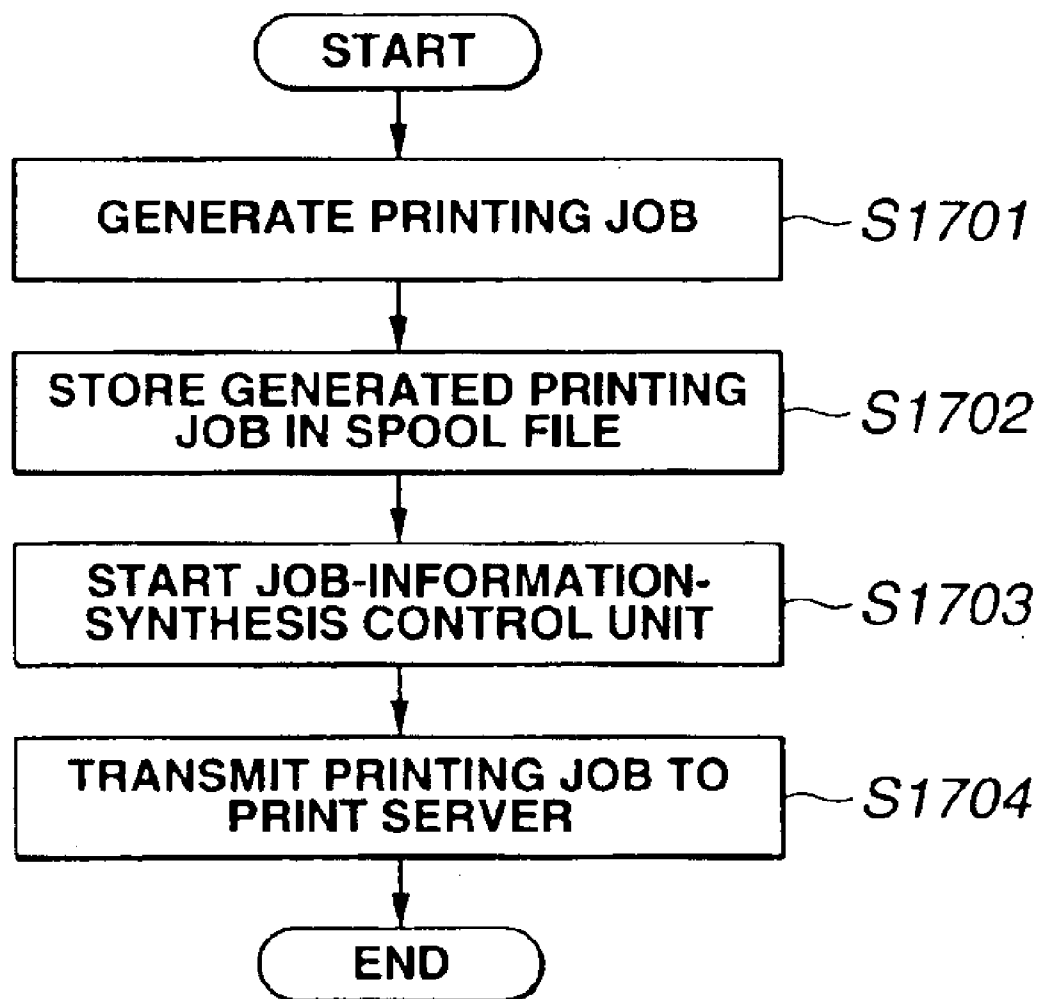 START
GENERATE PRINTING JOB
S1701
STORE GENERATED PRINTING
JOB IN SPOOL FILE
S1702
START JOB-INFORMATION-
SYNTHESIS CONTROL UNIT
S1703
TRANSMIT PRINTING JOB TO
PRINT SERVER
S1704
END